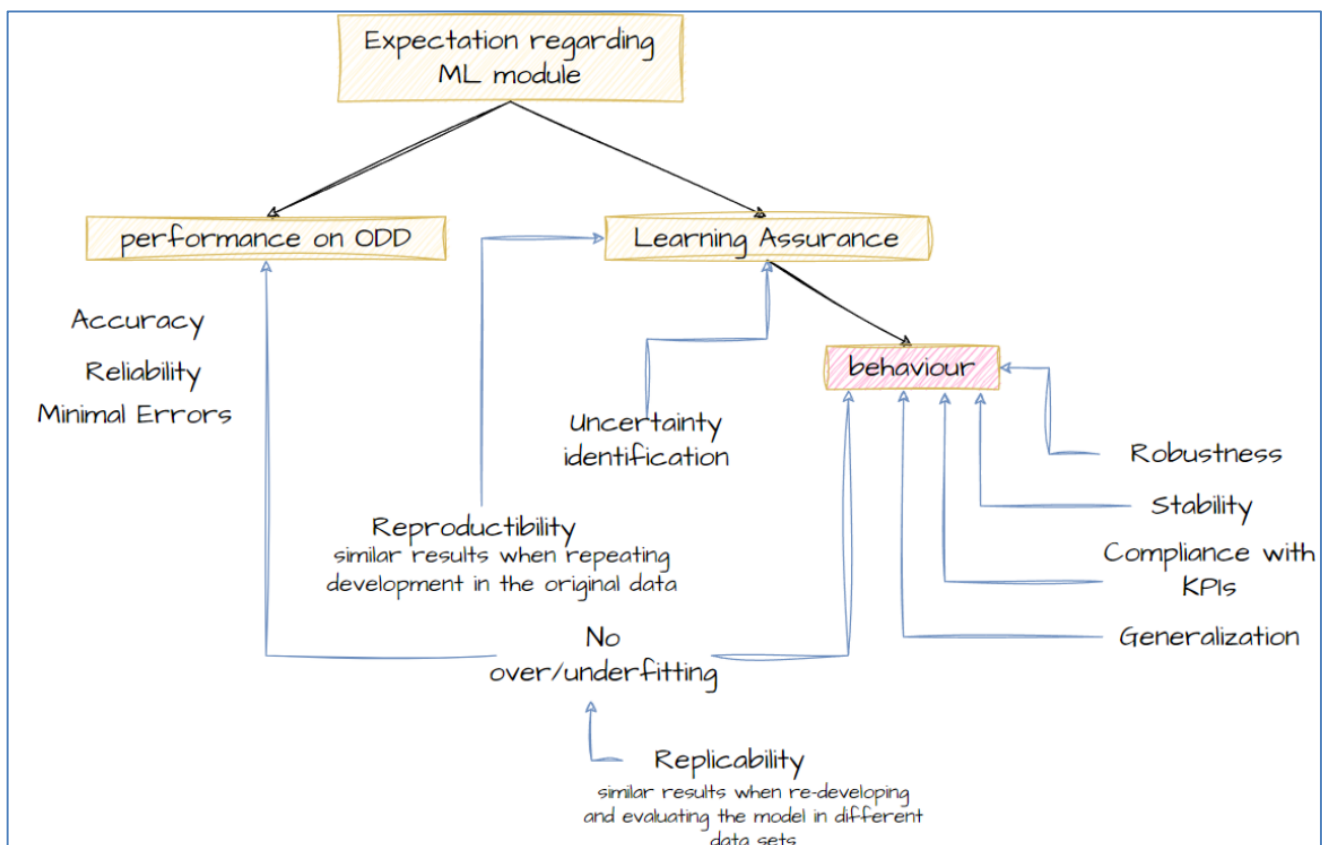 Expectation regarding
ML module
performance on ODD
Learning Assurance
Accuracy
Reliability
Minimal Errors
behaviour
Uncertainty
identification
Robustness
Stability
Compliance with
KPIs
Generalization
Reproductibility
similar results when repeating
development in the original data
No
over/underfitting
Replicability
similar results when re-developing
and evaluating the model in different
data sets